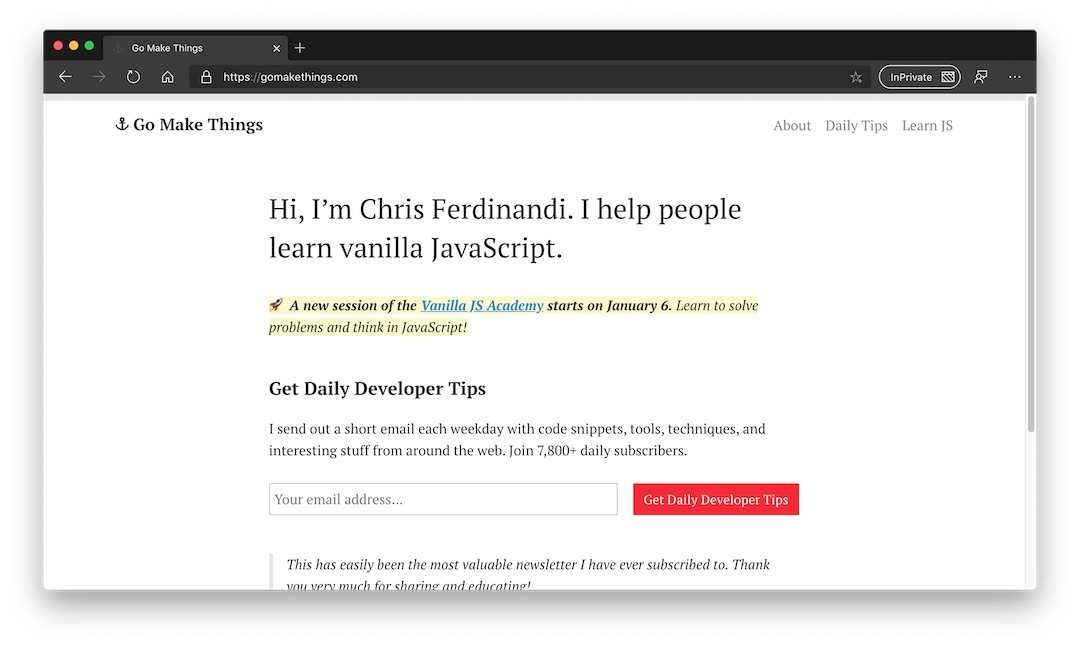 Go Make Things
https://gomakethings.com
InPrivate
Go Make Things
About Daily Tips Learn JS
Hi, I’m Chris Ferdinandi. I help people
learn vanilla JavaScript.
🚀 A new session of the Vanilla JS Academy starts on January 6. Learn to solve
problems and think in JavaScript!
Get Daily Developer Tips
I send out a short email each weekday with code snippets, tools, techniques, and
interesting stuff from around the web. Join 7,800+ daily subscribers.
Your email address...
Get Daily Developer Tips
This has easily been the most valuable newsletter I have ever subscribed to. Thank
you very much for sharing and educating!